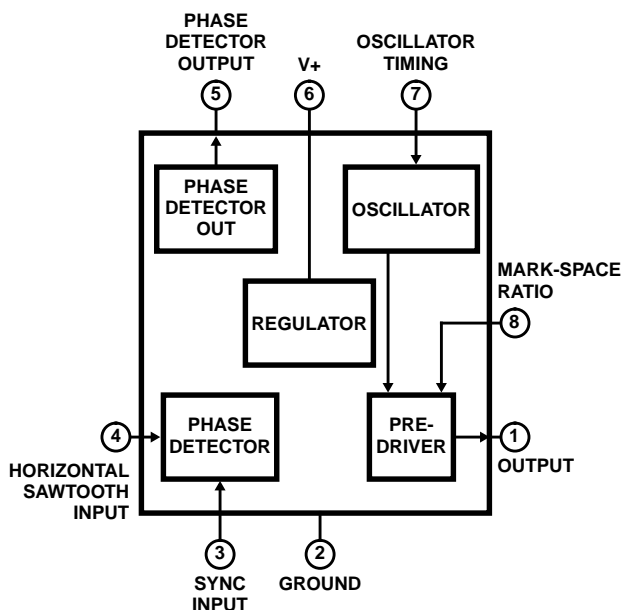 PHASE
DETECTOR
OUTPUT
5
V+
6
OSCILLATOR
TIMING
7
PHASE
DETECTOR
OUT
OSCILLATOR
MARK-SPACE
RATIO
8
REGULATOR
4
HORIZONTAL
SAWTOOTH
INPUT
PHASE
DETECTOR
PRE-
DRIVER
1
OUTPUT
3
SYNC
INPUT
2
GROUND